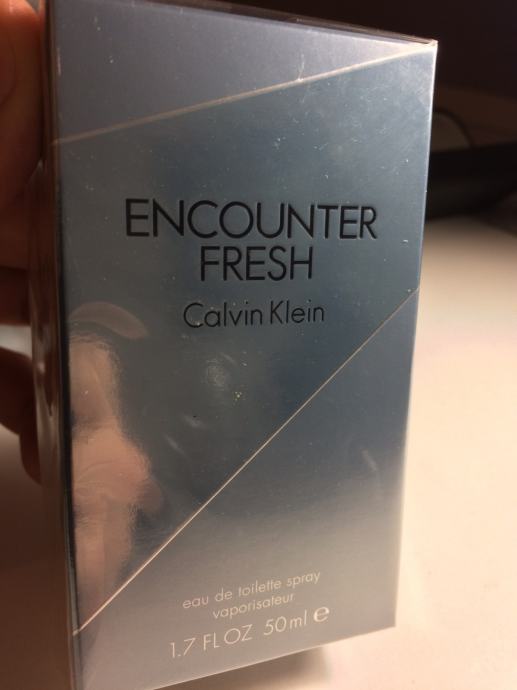 ENCOUNTER
FRESH
Calvin Klein
eau de toilette spray
vaporisateur
1.7 FL OZ 50ml ℮